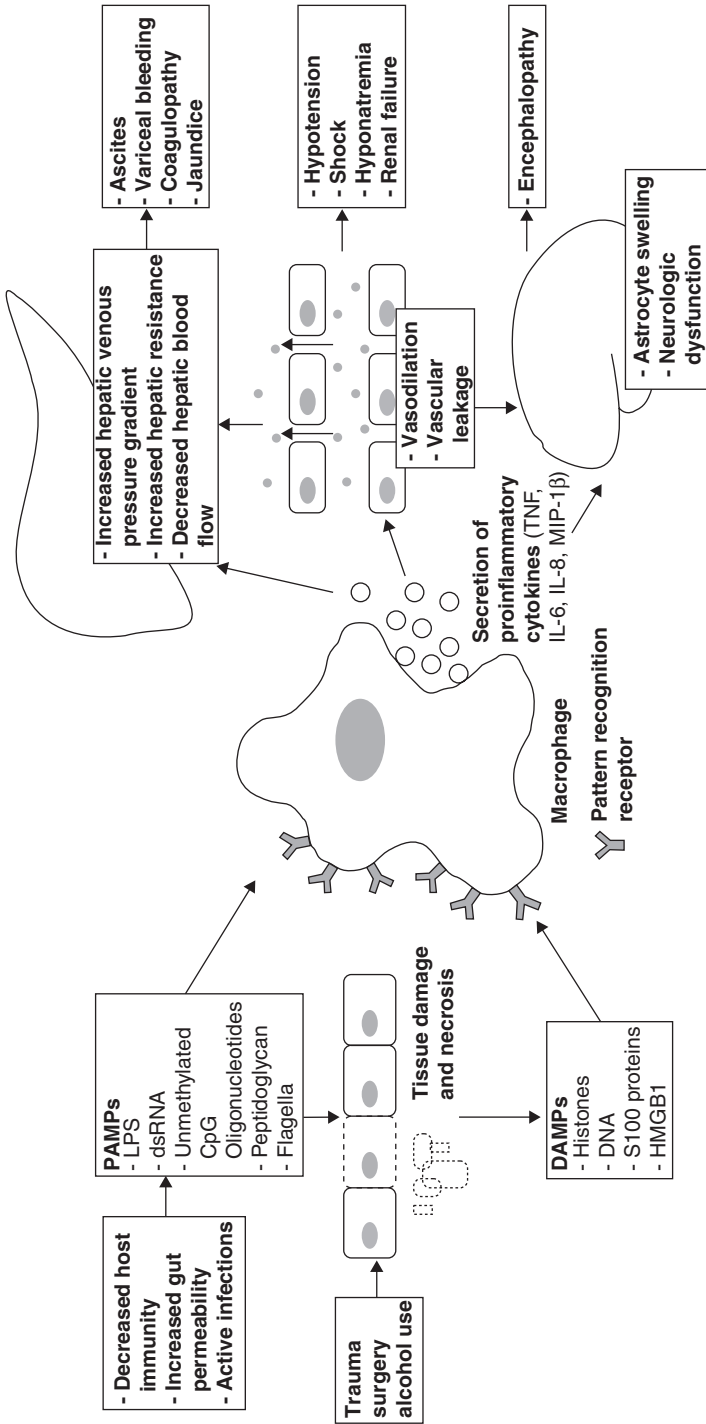 - Decreased host
immunity
- Increased gut
permeability
- Active infections
PAMPs
- LPS
- dsRNA
- Unmethylated
CpG
Oligonucleotides
- Peptidoglycan
- Flagella
Trauma
surgery
alcohol use
Tissue damage
and necrosis
DAMPs
- Histones
- DNA
- S100 proteins
- HMGB1
Macrophage
Pattern recognition
receptor
Secretion of
proinflammatory
cytokines (TNF,
IL-6, IL-8, MIP-1β)
- Increased hepatic venous
pressure gradient
- Increased hepatic resistance
- Decreased hepatic blood
flow
- Ascites
- Variceal bleeding
- Coagulopathy
- Jaundice
- Vasodilation
- Vascular
leakage
- Hypotension
- Shock
- Hyponatremia
- Renal failure
- Encephalopathy
- Astrocyte swelling
- Neurologic
dysfunction